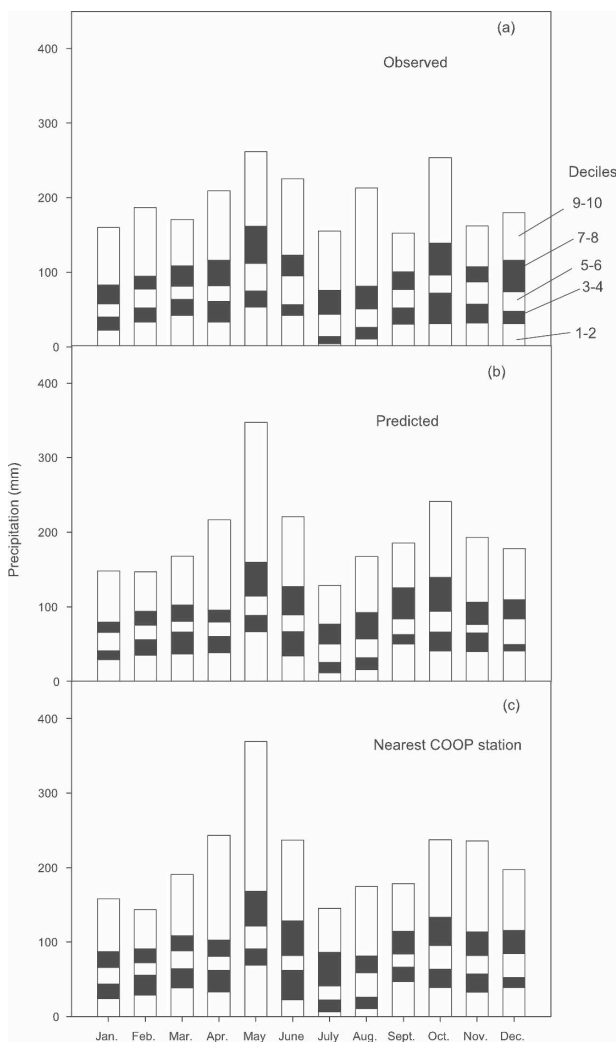 (a)
Observed
400
300
200
100
0
Deciles
9-10
7-8
5-6
3-4
1-2
(b)
Predicted
400
300
200
100
0
Precipitation (mm)
(c)
Nearest COOP station
400
300
200
100
0
Jan. Feb. Mar. Apr. May June July Aug. Sept. Oct. Nov. Dec.